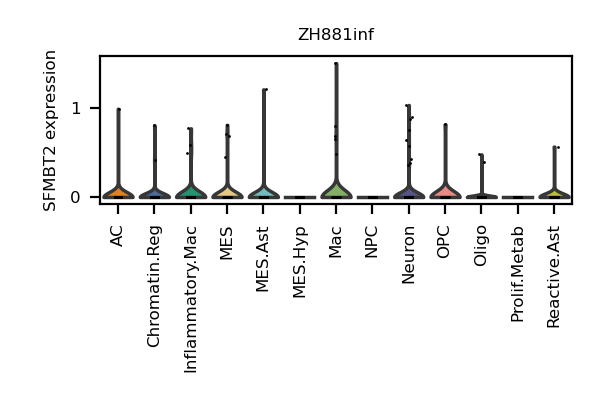 ZH881inf
SFMBT2 expression
1
0
AC
Chromatin.Reg
Inflammatory.Mac
MES
MES.Ast
MES.Hyp
Mac
NPC
Neuron
OPC
Oligo
Prolif.Metab
Reactive.Ast